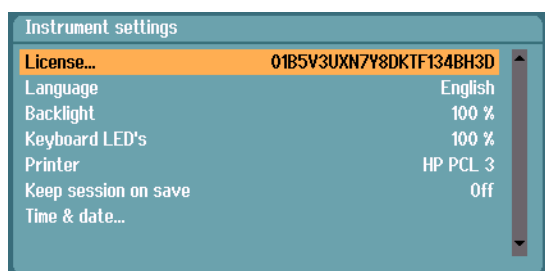 Instrument settings
License... 01B5V3UXN7Y8DKTF134BH3D
Language English
Backlight 100 %
Keyboard LED's 100 %
Printer HP PCL 3
Keep session on save Off
Time & date...